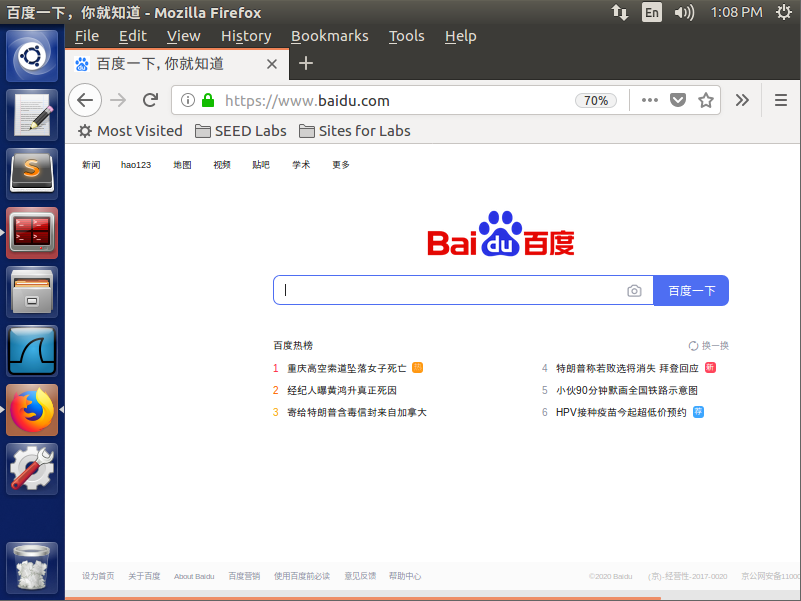 百度一下，你就知道 - Mozilla Firefox En 1:08 PM
File Edit View History Bookmarks Tools Help
百度一下，你就知道
https://www.baidu.com 70%
Most Visited SEED Labs Sites for Labs
新闻 hao123 地图 视频 贴吧 学术 更多
Bai du 百度
百度一下
百度热榜 换一换
1 重庆高空索道坠落女子死亡 热 4 特朗普称若败选将消失 拜登回应 新
2 经纪人曝黄鸿升真正死因 5 小伙90分钟默画全国铁路示意图
3 寄给特朗普含毒信封来自加拿大 6 HPV接种疫苗今起超低价预约 荐
设为首页 关于百度 About Baidu 百度营销 使用百度前必读 意见反馈 帮助中心 ©2020 Baidu (京)-经营性-2017-0020 京公网安备11000